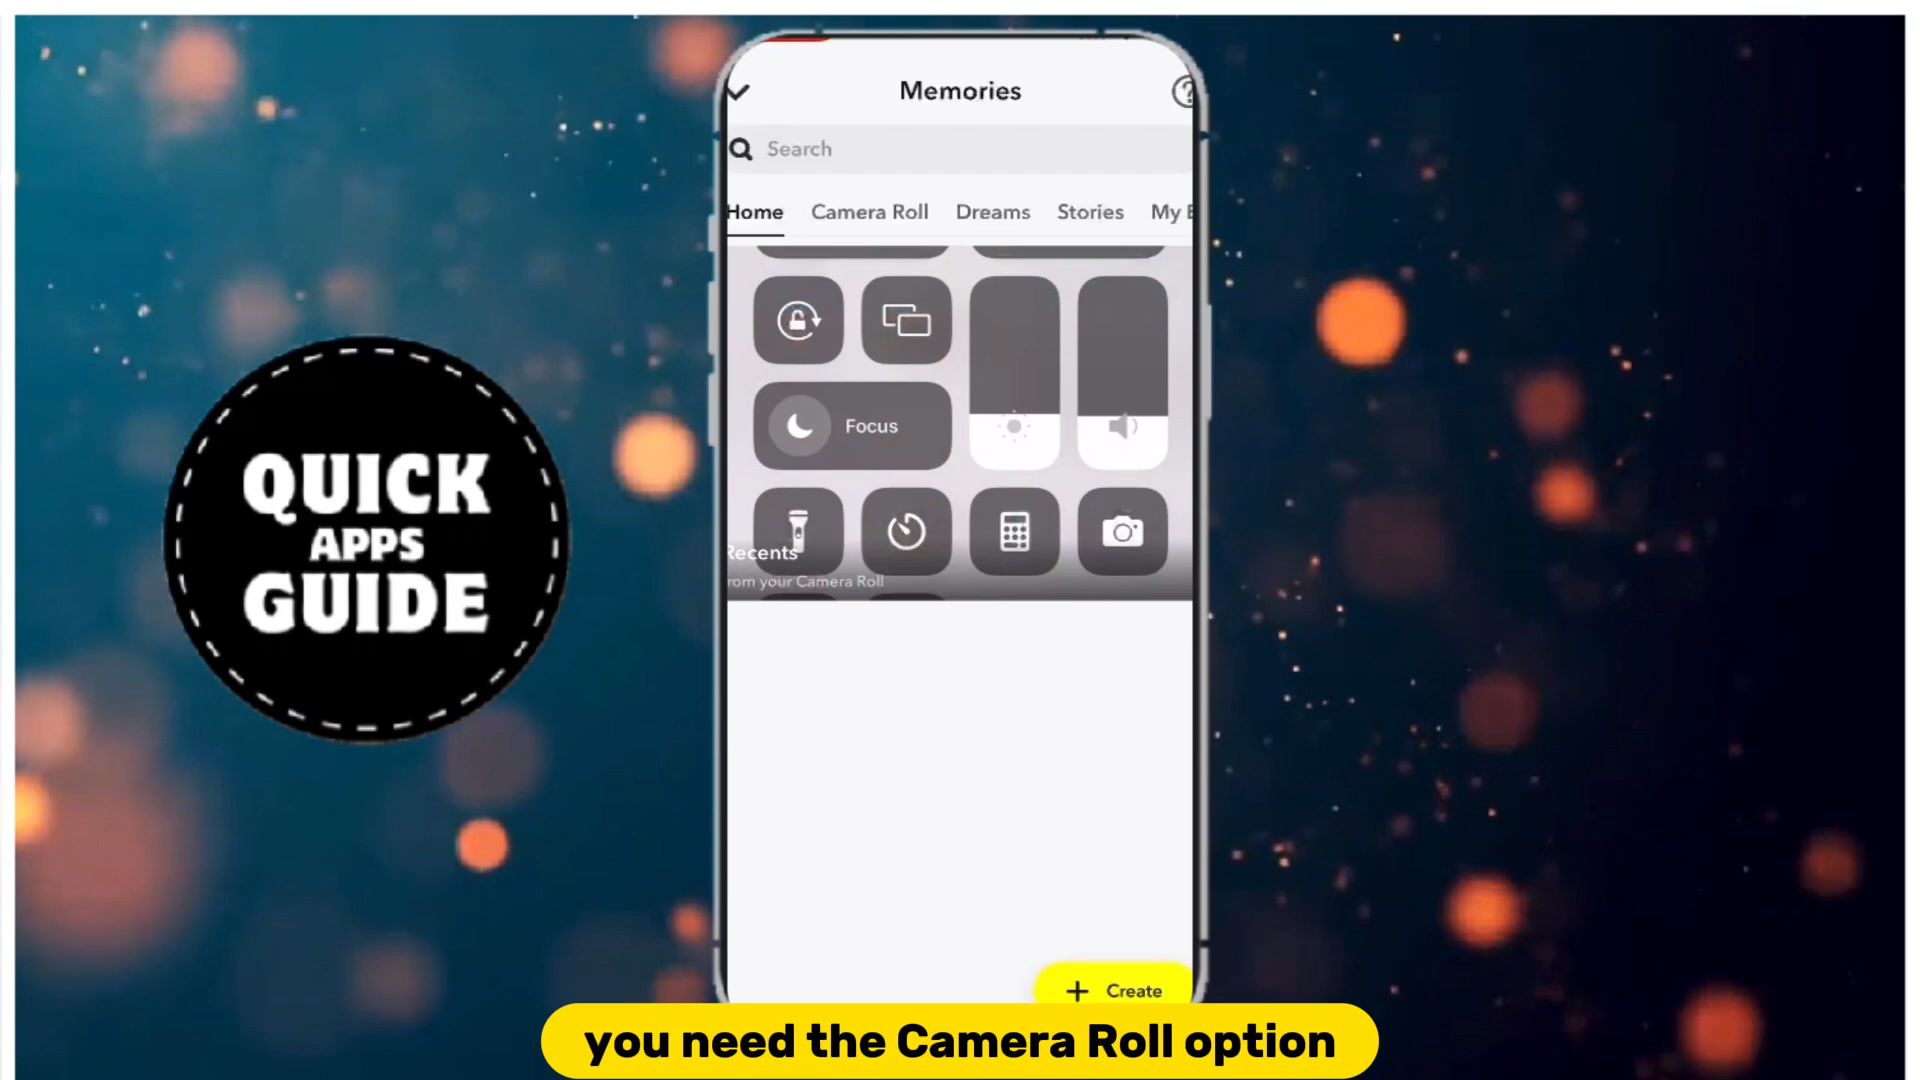 Memories
Search
Home Camera Roll Dreams Stories My
Focus
Recents
rom your Camera Roll
Create
QUICK
APPS
GUIDE
you need the Camera Roll option